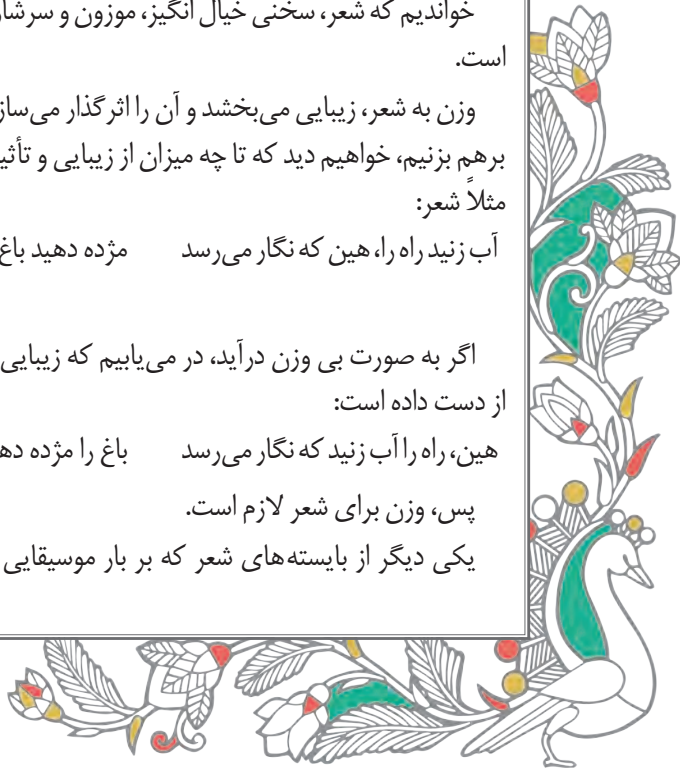 خواندیم که شعر، سخنی خیال انگیز، موزون و سرشار
است.
وزن به شعر، زیبایی می‌بخشد و آن را اثرگذار می‌ساز
برهم بزنیم، خواهیم دید که تا چه میزان از زیبایی و تأثی
مثلاً شعر:
آب زنید راه را، هین که نگار می‌رسد مژده دهید باغ
اگر به صورت بی وزن درآید، در می‌یابیم که زیبایی
از دست داده است:
هین، راه را آب زنید که نگار می‌رسد باغ را مژده دهـ
پس، وزن برای شعر لازم است.
یکی دیگر از بایسته‌های شعر که بر بار موسیقایی